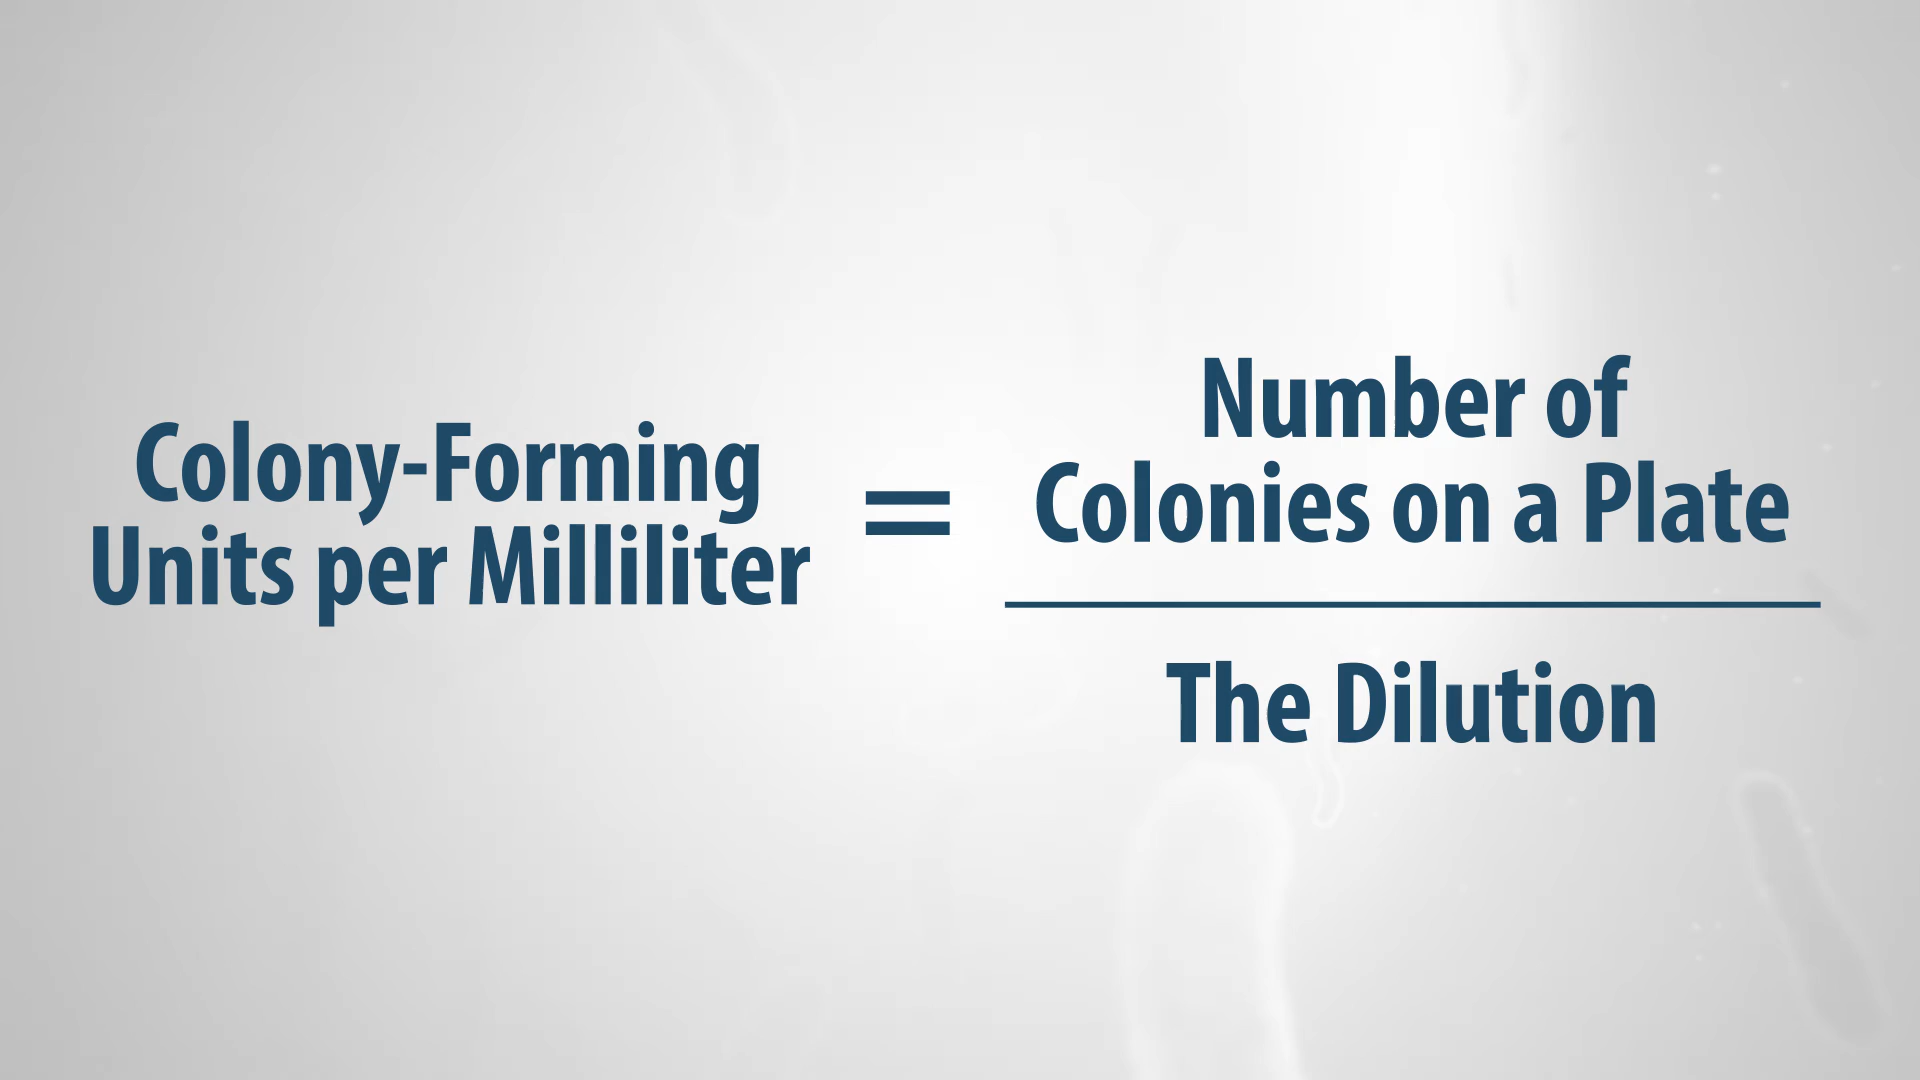 Colony-Forming
Units per Milliliter
=
Number of
Colonies on a Plate
The Dilution